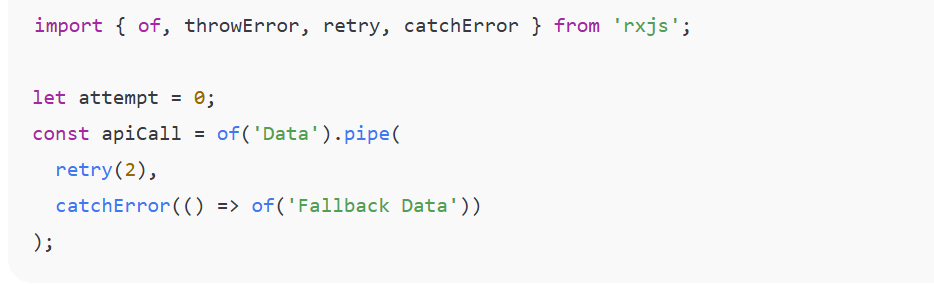 import { of, throwError, retry, catchError } from 'rxjs';
let attempt = 0;
const apiCall = of('Data').pipe(
retry(2),
catchError(() => of('Fallback Data'))
);